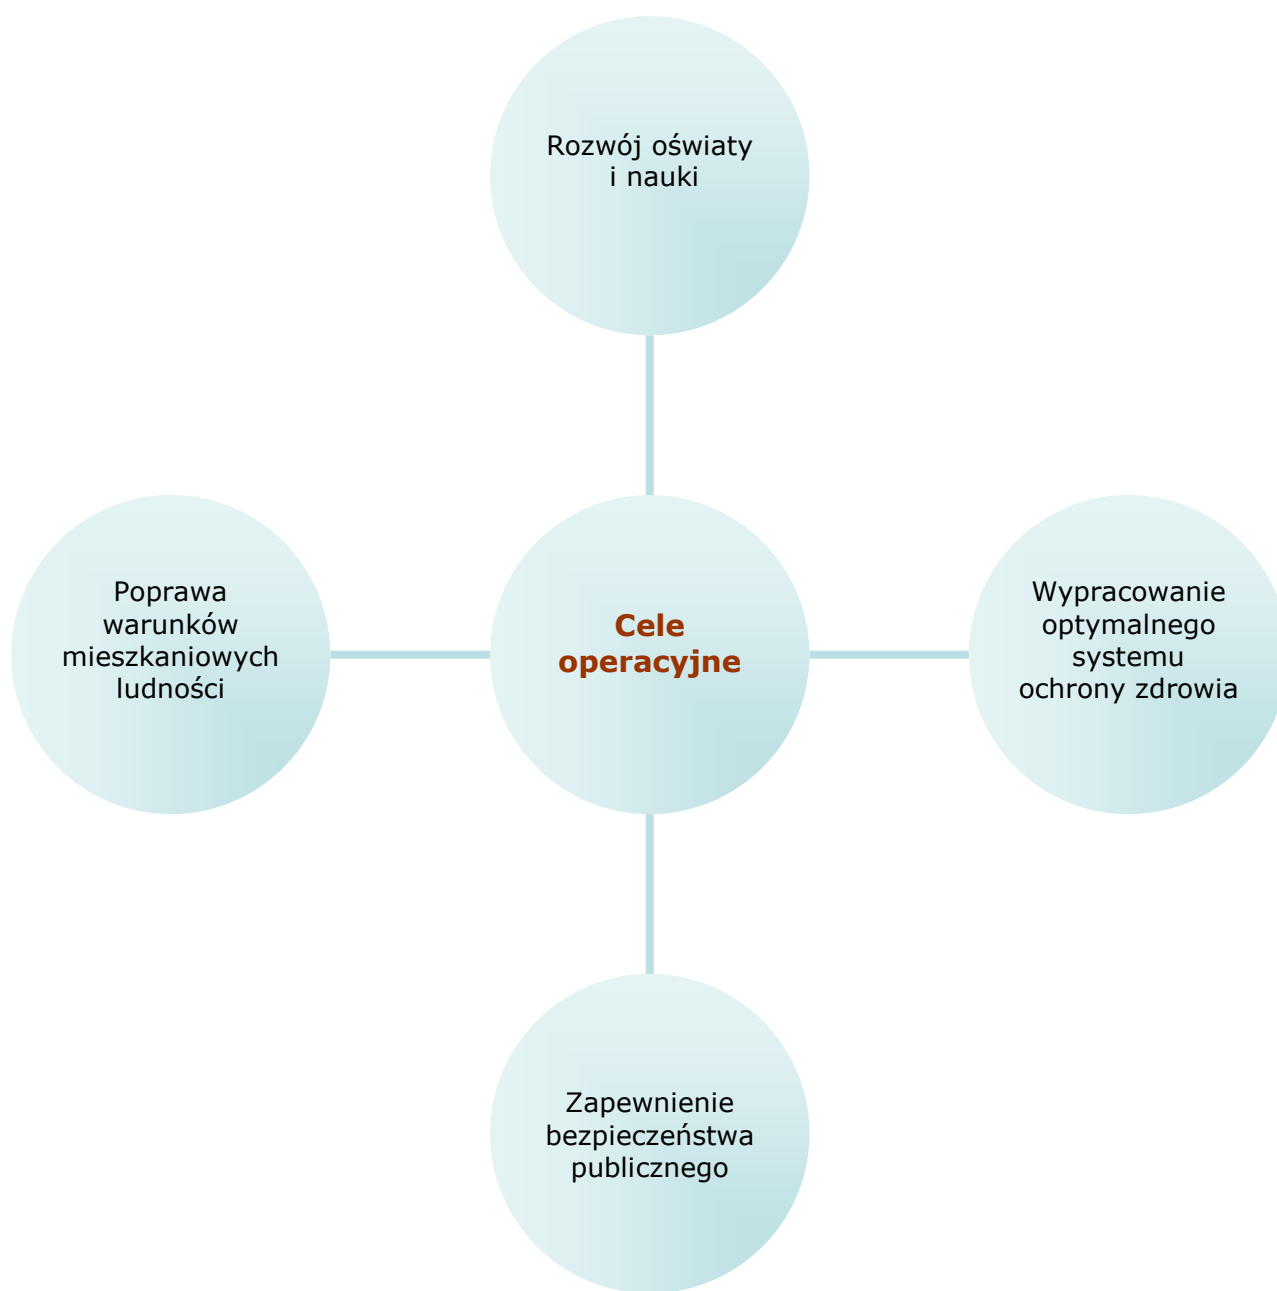 Rozwój oświaty
i nauki
Poprawa
warunków
mieszkaniowych
ludności
Cele
operacyjne
Wypracowanie
optymalnego
systemu
ochrony zdrowia
Zapewnienie
bezpieczeństwa
publicznego